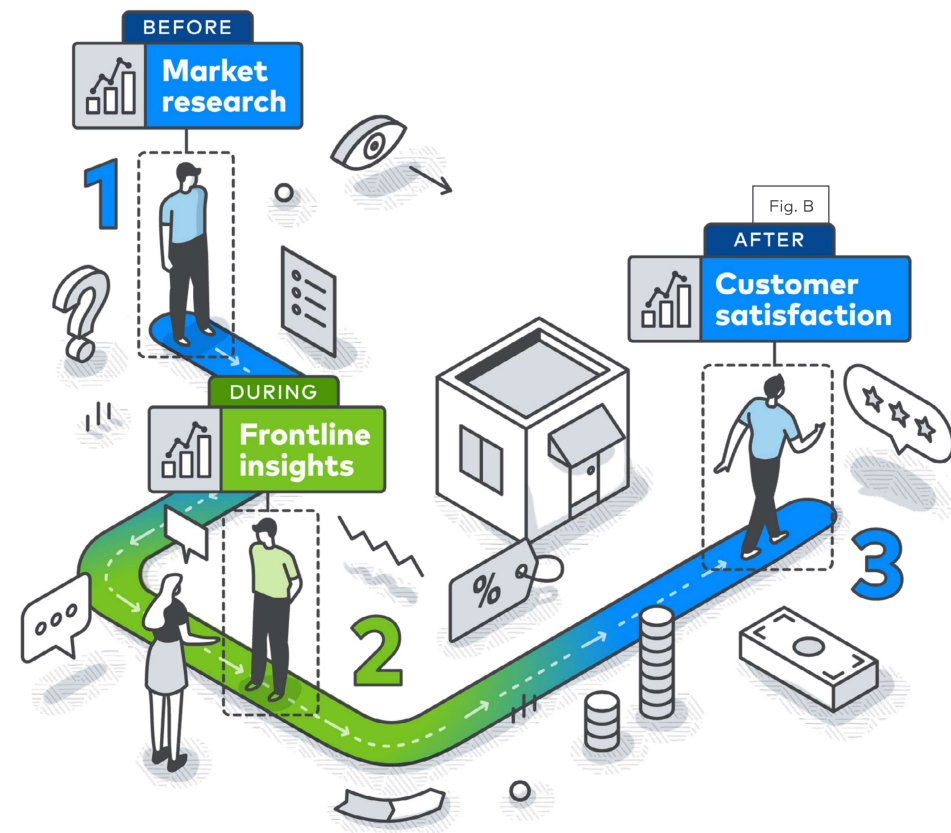 BEFORE
Market
research
1
Fig. B
AFTER
Customer
satisfaction
DURING
Frontline
insights
%
2
3